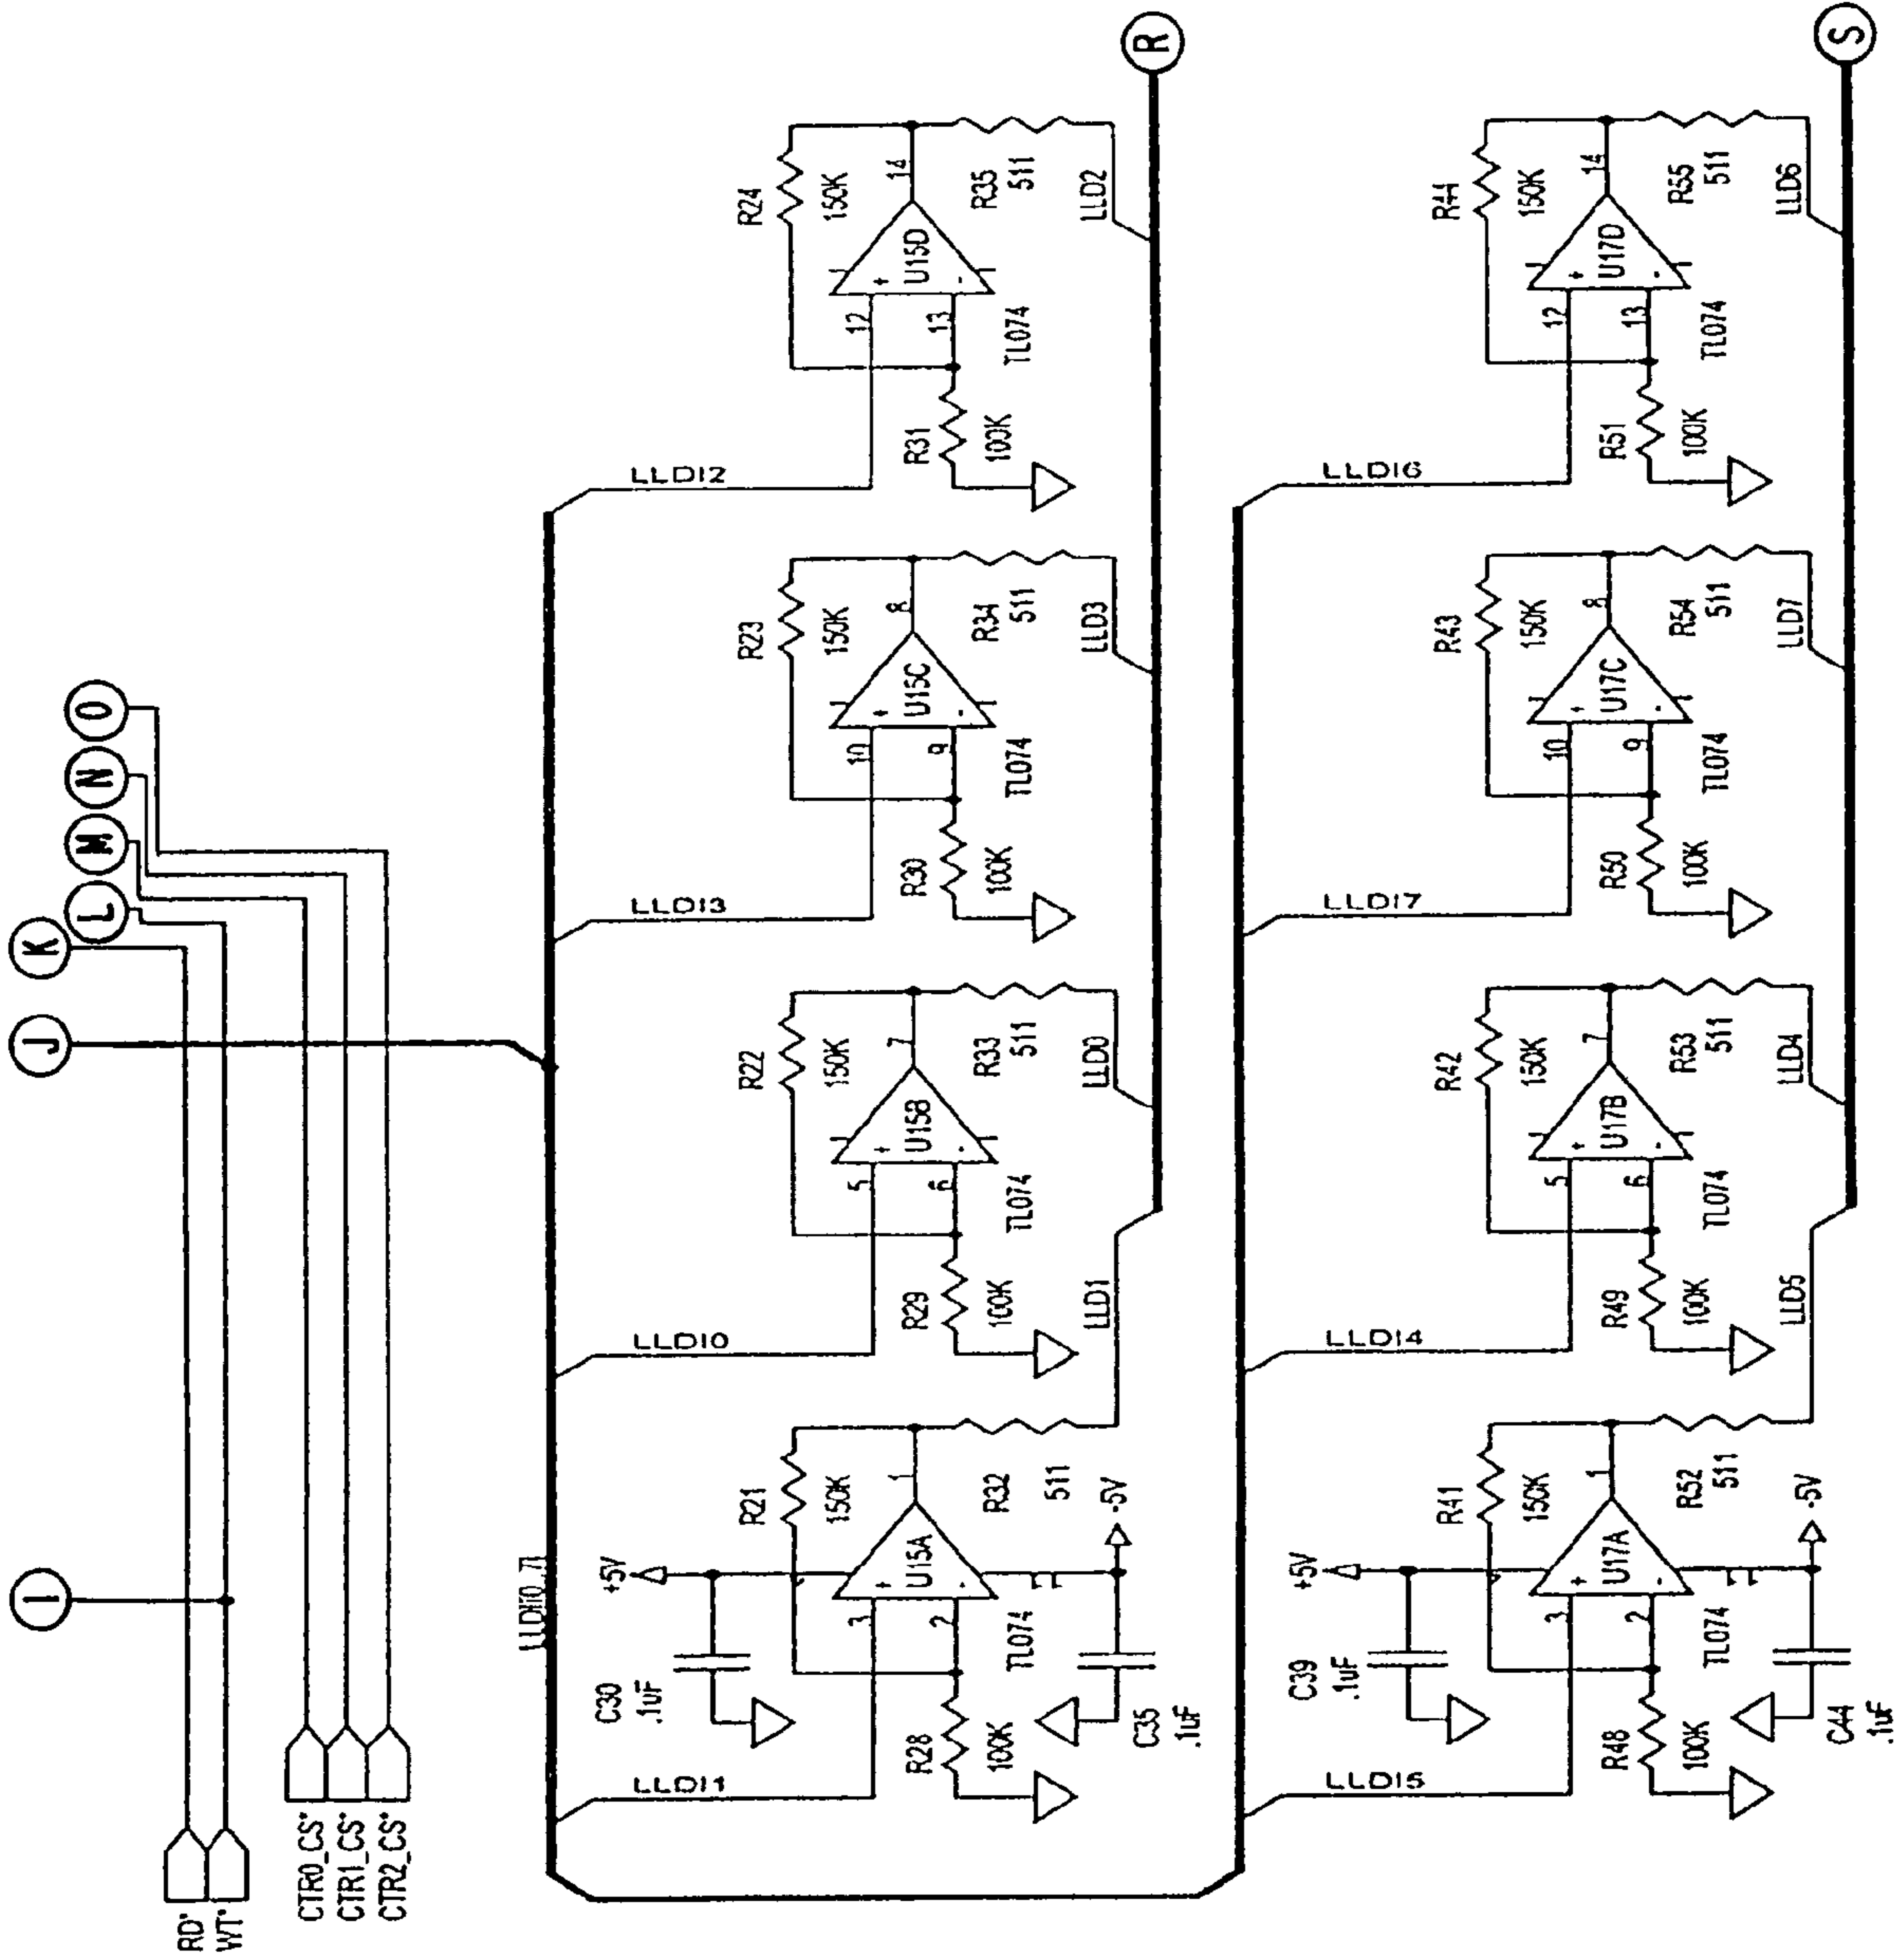 RD*
WT*
CTR0_CS*
CTR1_CS*
CTR2_CS*
I
J
K
L
M
N
O
LLDI[0..7]
LLDI1
LLDI0
LLDI3
LLDI2
C30
.1uF
+5V
R21
150K
3
2
1
U15A
TL074
R28
100K
R32
511
-5V
C35
.1uF
LLD1
R22
150K
5
6
7
U15B
TL074
R29
100K
R33
511
LLD0
R23
150K
10
9
8
U15C
TL074
R30
100K
R34
511
LLD3
R24
150K
12
13
14
U15D
TL074
R31
100K
R35
511
LLD2
R
LLDI5
LLDI4
LLDI7
LLDI6
C39
.1uF
+5V
R41
150K
3
2
1
U17A
TL074
R48
100K
R52
511
-5V
C44
.1uF
LLD5
R42
150K
5
6
7
U17B
TL074
R49
100K
R53
511
LLD4
R43
150K
10
9
8
U17C
TL074
R50
100K
R54
511
LLD7
R44
150K
12
13
14
U17D
TL074
R51
100K
R55
511
LLD6
S